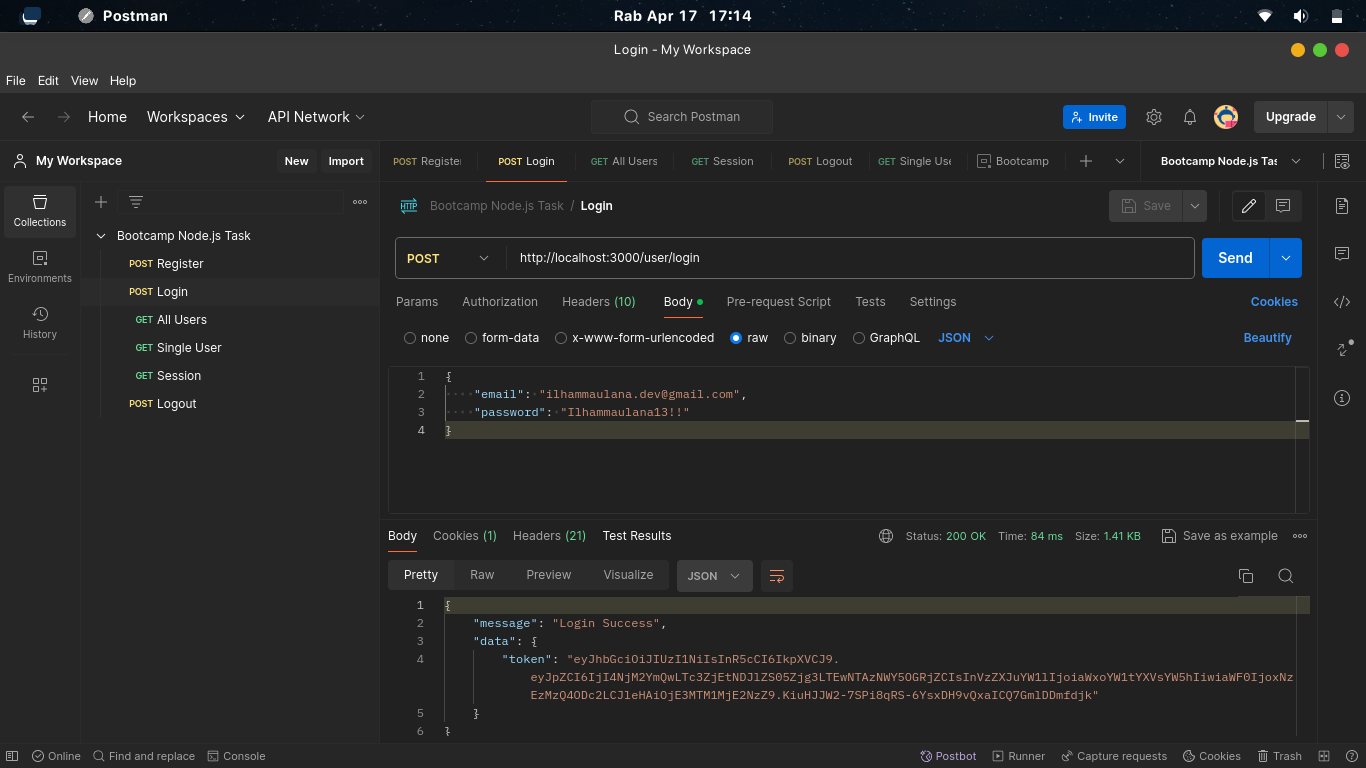 Postman
Rab Apr 17 17:14
Login - My Workspace
File Edit View Help
Home Workspaces API Network Search Postman Invite Upgrade
My Workspace New Import
POST Register POST Login GET All Users GET Session POST Logout GET Single Use Bootcamp Bootcamp Node.js Tas
Collections
Environments
History
Bootcamp Node.js Task
POST Register
POST Login
GET All Users
GET Single User
GET Session
POST Logout
HTTP Bootcamp Node.js Task / Login Save
POST http://localhost:3000/user/login Send
Params Authorization Headers (10) Body Pre-request Script Tests Settings Cookies
none form-data x-www-form-urlencoded raw binary GraphQL JSON Beautify
1 {
2 "email": "ilhammaulana.dev@gmail.com",
3 "password": "Ilhammaulana13!!"
4 }
Body Cookies (1) Headers (21) Test Results Status: 200 OK Time: 84 ms Size: 1.41 KB Save as example
Pretty Raw Preview Visualize JSON
1 {
2 "message": "Login Success",
3 "data": {
4 "token": "eyJhbGciOiJIUzI1NiIsInR5cCI6IkpXVCJ9.
eyJpZCI6IjI4NjM2YmQwLTc3ZjEtNDJlZS05Zjg3LTEwNTAzNWY5OGRjZCIsInVzZXJuYW1lIjoiaWxoYW1tYXVsYW5hIiwiaWF0IjoxNz
EzMzQ4ODc2LCJleHAiOjE3MTM1MjE2NzZ9.KiuHJJW2-7SPi8qRS-6YsxDH9vQxaICQ7GmlDDmfdjk"
5 }
6 }
Online Find and replace Console Postbot Runner Capture requests Cookies Trash